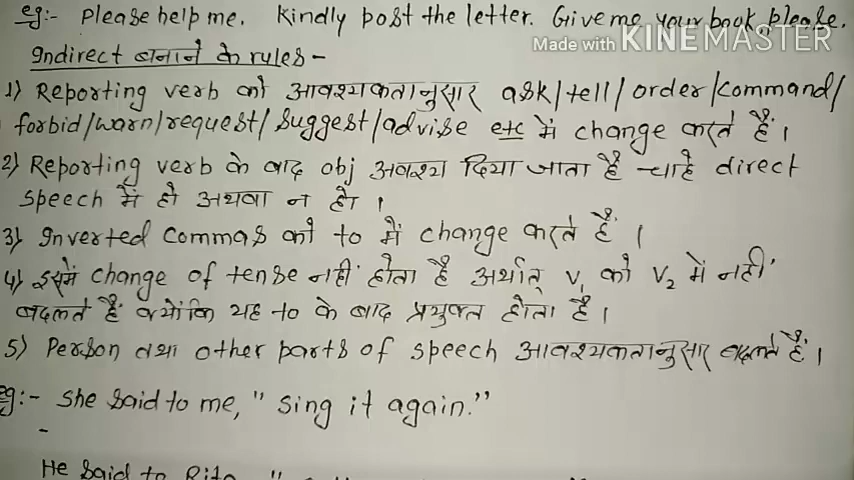 eg:- Please help me. Kindly post the letter. Give me your book, please.
Made with KINEMASTER
Indirect बनाने के rules -
1) Reporting verb को आवश्यकतानुसार ask/tell/order/command/
forbid/warn/request/suggest/advise etc में change करते हैं।
2) Reporting verb के बाद obj अवश्य दिया जाता है चाहे direct
speech में हो अथवा न हो।
3) Inverted commas को to में change करते हैं।
4) इसमें change of tense नहीं होता है अर्थात् V₁ को V₂ में नहीं
बदलते हैं क्योंकि यह to के बाद प्रयुक्त होता है।
5) Person तथा other parts of speech आवश्यकतानुसार बदलते हैं।
eg:- She said to me, "Sing it again."
He said to Rita, "